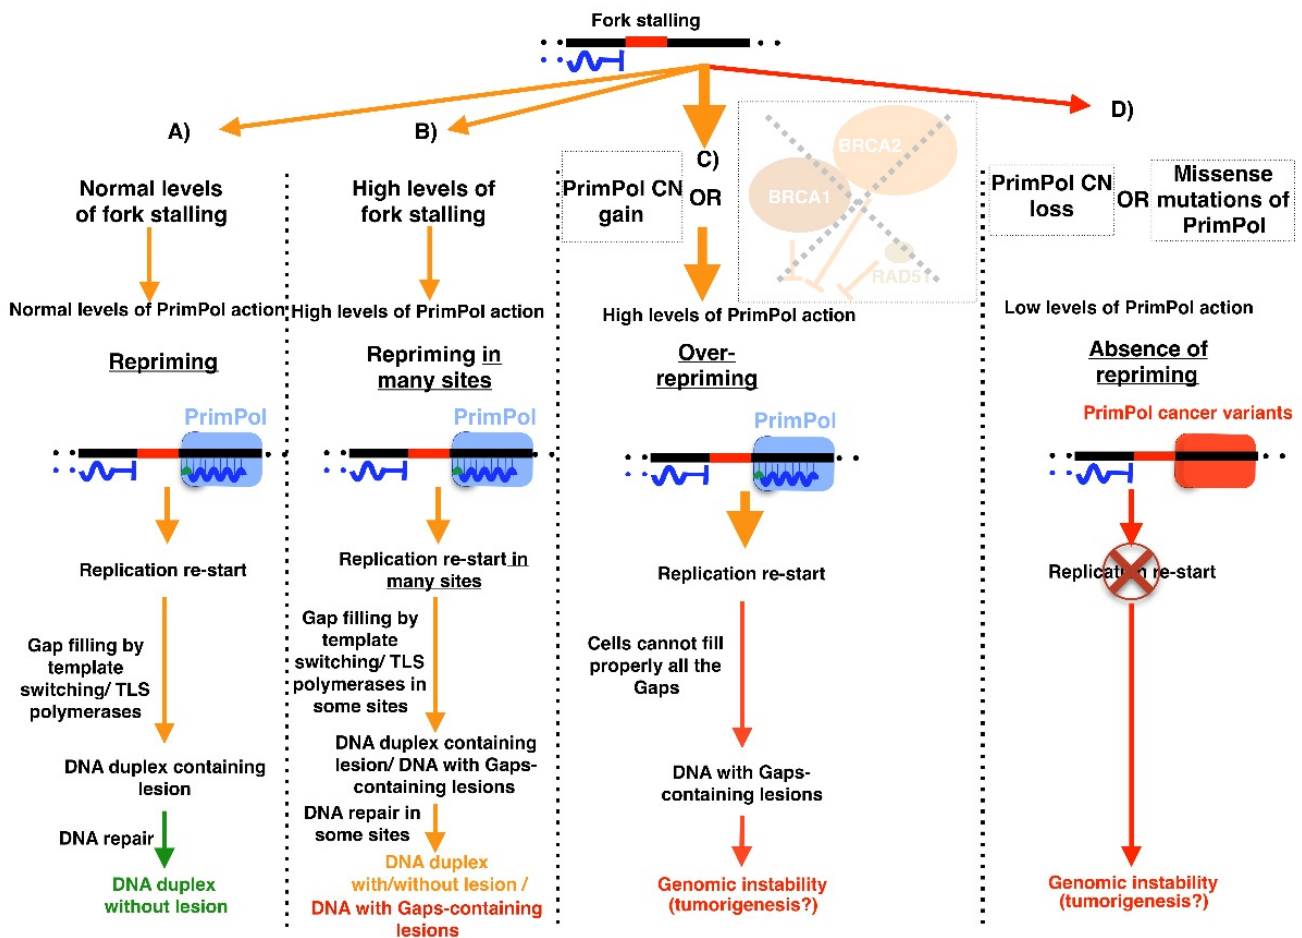 Fork stalling
A)
Normal levels
of fork stalling
Normal levels of PrimPol action
Repriming
PrimPol
Replication re-start
Gap filling by
template
switching/ TLS
polymerases
DNA duplex containing
lesion
DNA repair
DNA duplex
without lesion
B)
High levels of
fork stalling
High levels of PrimPol action
Repriming in
many sites
PrimPol
Replication re-start in
many sites
Gap filling by
template
switching/ TLS
polymerases in
some sites
DNA duplex containing
lesion/ DNA with Gaps-
containing lesions
DNA repair in
some sites
DNA duplex
with/without lesion /
DNA with Gaps-containing
lesions
C)
PrimPol CN
gain
OR
BRCA2
BRCA1
RAD51
High levels of PrimPol action
Over-
repriming
PrimPol
Replication re-start
Cells cannot fill
properly all the
Gaps
DNA with Gaps-
containing lesions
Genomic instability
(tumorigenesis?)
D)
PrimPol CN
loss
OR
Missense
mutations of
PrimPol
Low levels of PrimPol action
Absence of
repriming
PrimPol cancer variants
Replication re-start
Genomic instability
(tumorigenesis?)